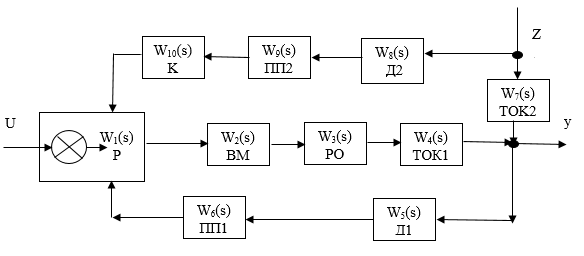 Z
W10(s)
К
W9(s)
ПП2
W8(s)
Д2
W7(s)
ТОК2
U
y
W1(s)
Р
W2(s)
ВМ
W3(s)
РО
W4(s)
ТОК1
W6(s)
ПП1
W5(s)
Д1